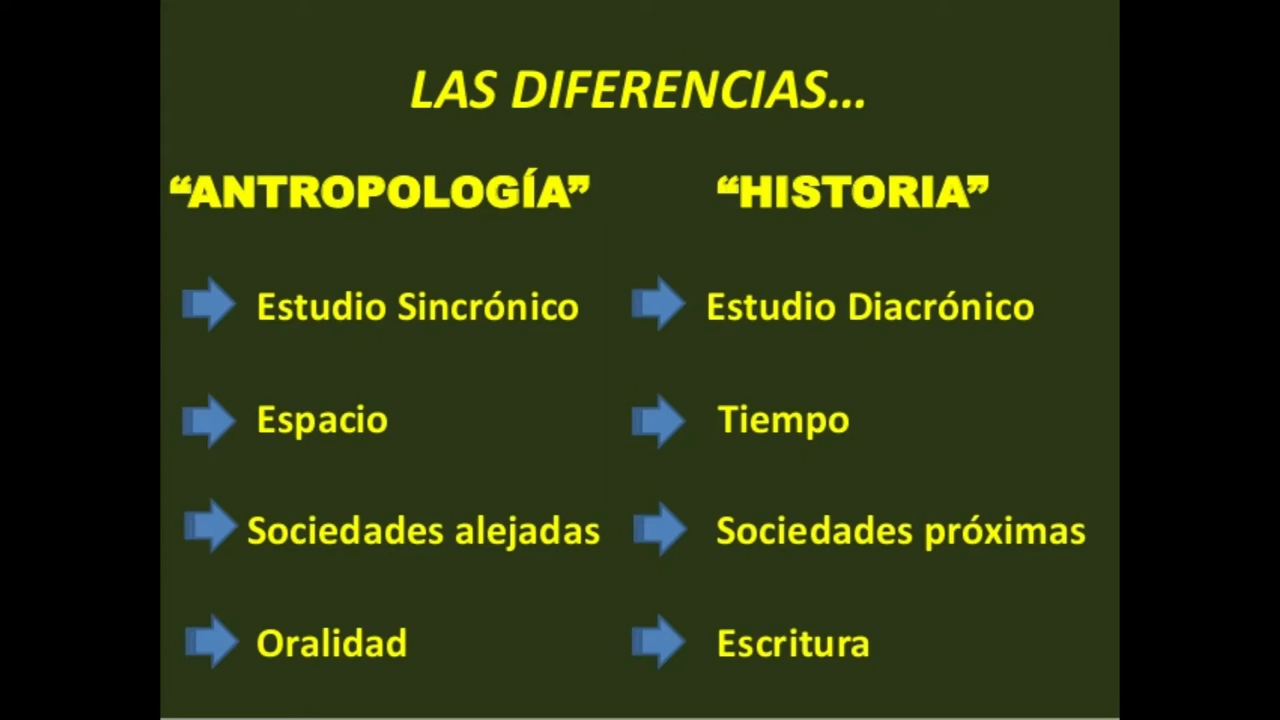 LAS DIFERENCIAS...
“ANTROPOLOGÍA” “HISTORIA”
Estudio Sincrónico Estudio Diacrónico
Espacio Tiempo
Sociedades alejadas Sociedades próximas
Oralidad Escritura